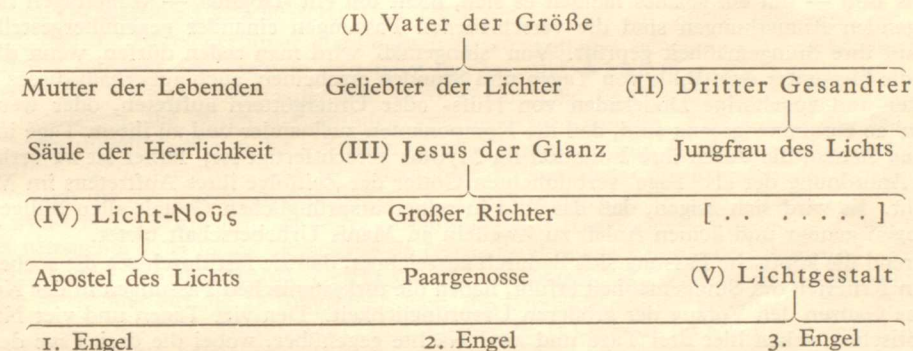 (I) Vater der Größe
Mutter der Lebenden Geliebter der Lichter (II) Dritter Gesandter
Säule der Herrlichkeit (III) Jesus der Glanz Jungfrau des Lichts
(IV) Licht-Νοῦς Großer Richter [ . . . . . . . ]
Apostel des Lichts Paargenosse (V) Lichtgestalt
1. Engel 2. Engel 3. Engel